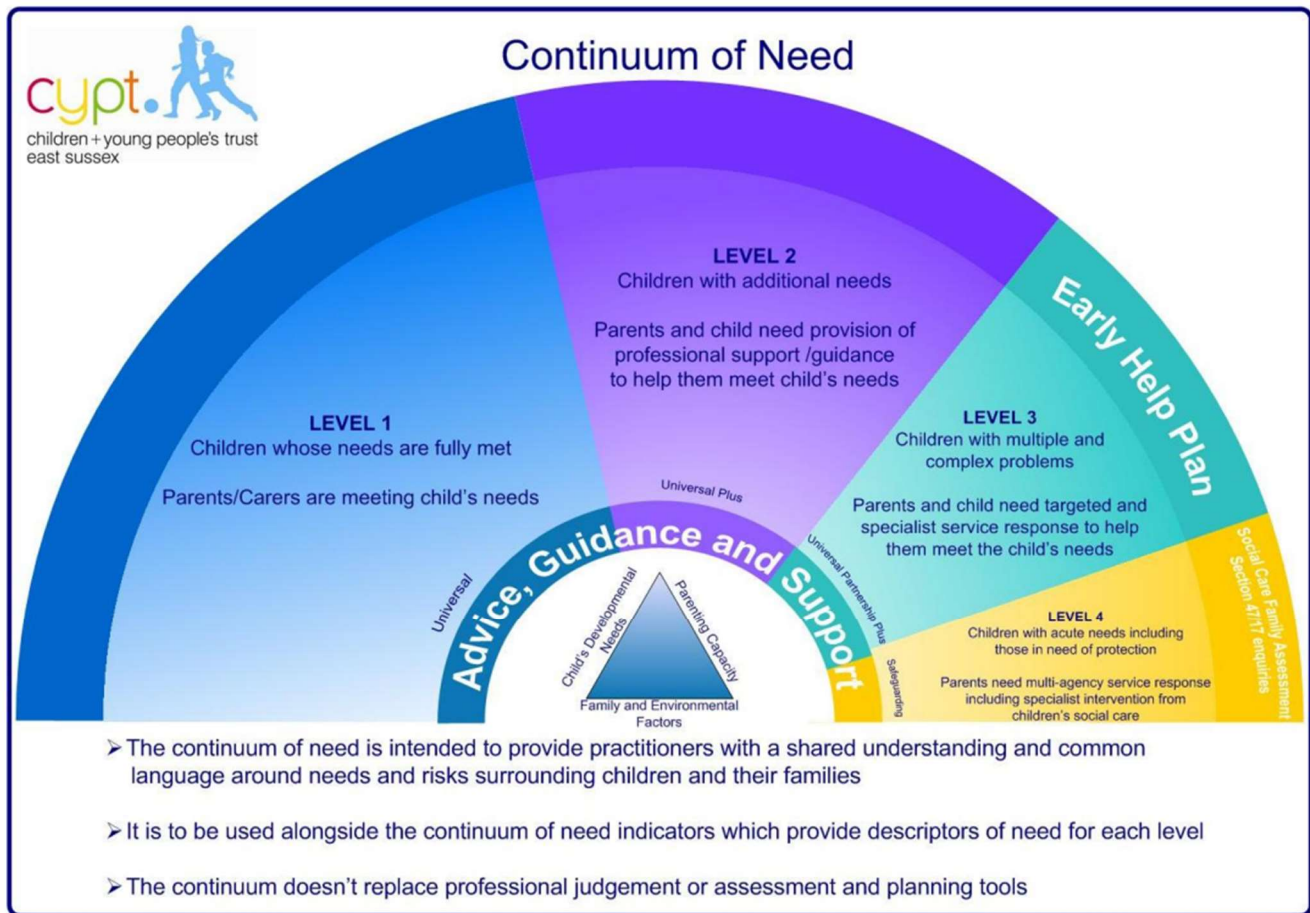 Continuum of Need
cypt.
children + young people's trust
east sussex
LEVEL 1
Children whose needs are fully met
Parents/Carers are meeting child's needs
LEVEL 2
Children with additional needs
Parents and child need provision of
professional support /guidance
to help them meet child's needs
LEVEL 3
Children with multiple and
complex problems
Parents and child need targeted and
specialist service response to help
them meet the child's needs
LEVEL 4
Children with acute needs including
those in need of protection
Parents need multi-agency service response
including specialist intervention from
children's social care
Early Help Plan
Social Care Family Assessment
Section 47/17 enquiries
Universal
Universal Plus
Universal Partnership Plus
Safeguarding
Advice, Guidance and Support
Child's Developmental
Needs
Parenting Capacity
Family and Environmental
Factors
➢ The continuum of need is intended to provide practitioners with a shared understanding and common
language around needs and risks surrounding children and their families
➢ It is to be used alongside the continuum of need indicators which provide descriptors of need for each level
➢ The continuum doesn't replace professional judgement or assessment and planning tools